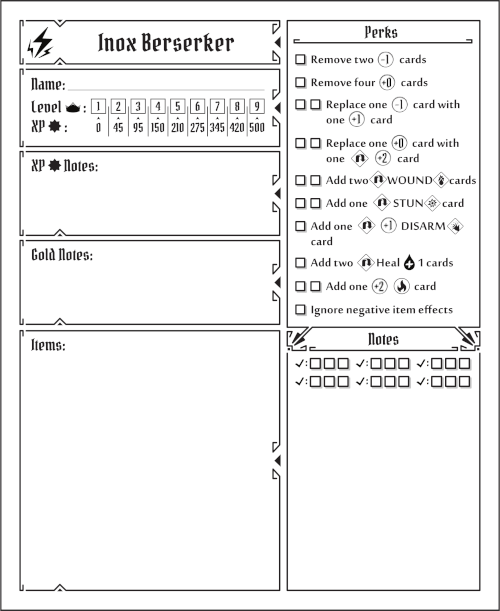 Inox Berserker
Name:
Level :
1 2 3 4 5 6 7 8 9
XP :
0 45 95 150 210 275 345 420 500
XP Notes:
Gold Notes:
Items:
Perks
Remove two -1 cards
Remove four +0 cards
Replace one -1 card with
one +1 card
Replace one +0 card with
one +2 card
Add two WOUND cards
Add one STUN card
Add one +1 DISARM
card
Add two Heal 1 cards
Add one +2 card
Ignore negative item effects
Notes
: : :
: : :